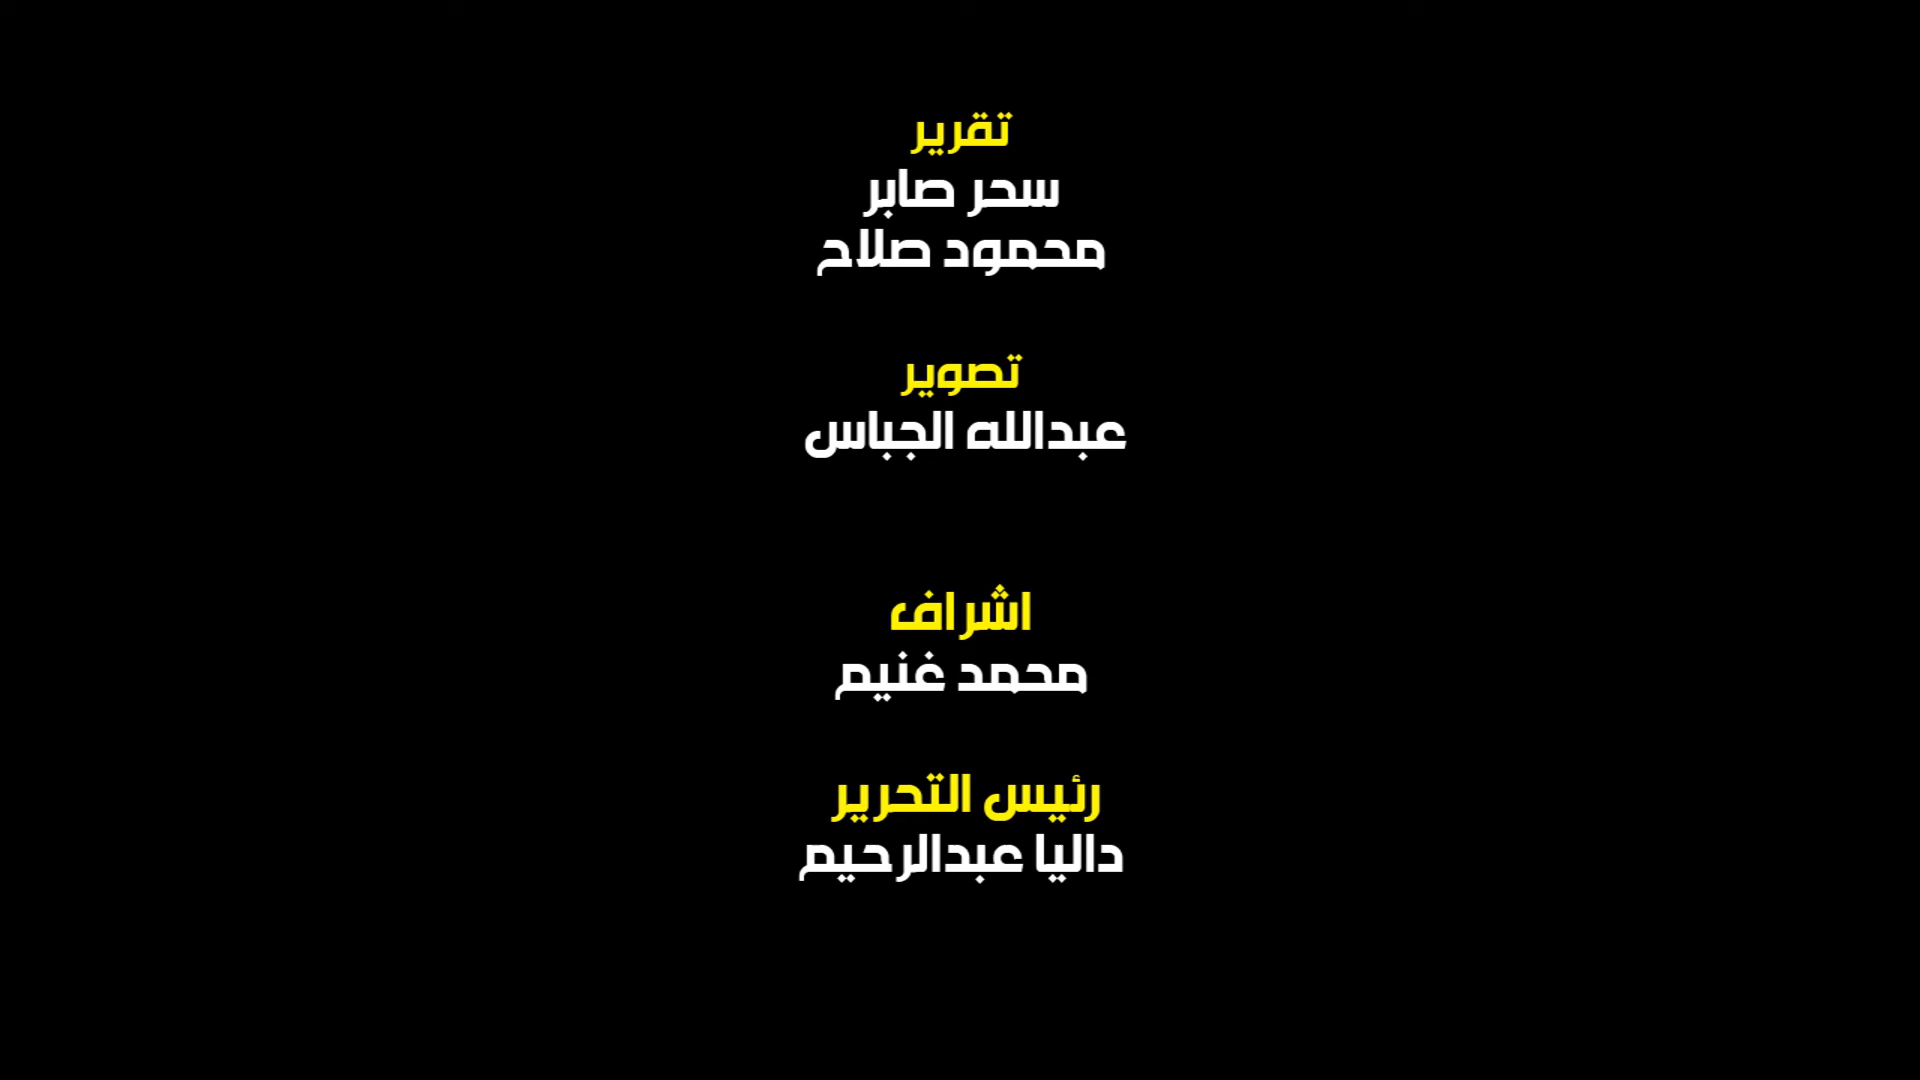 تقرير
سحر صابر
محمود صلاح
تصوير
عبدالله الجباس
اشراف
محمد غنيم
رئيس التحرير
داليا عبدالرحيم